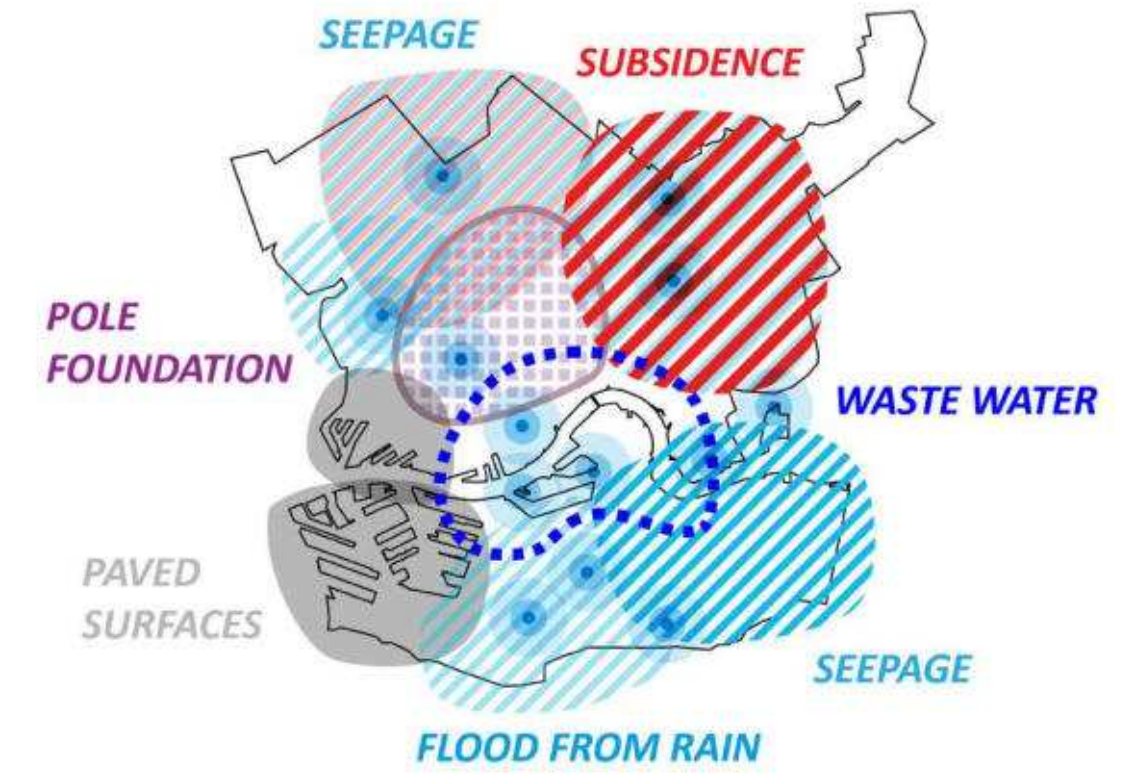 SEEPAGE
SUBSIDENCE
POLE
FOUNDATION
WASTE WATER
PAVED
SURFACES
SEEPAGE
FLOOD FROM RAIN